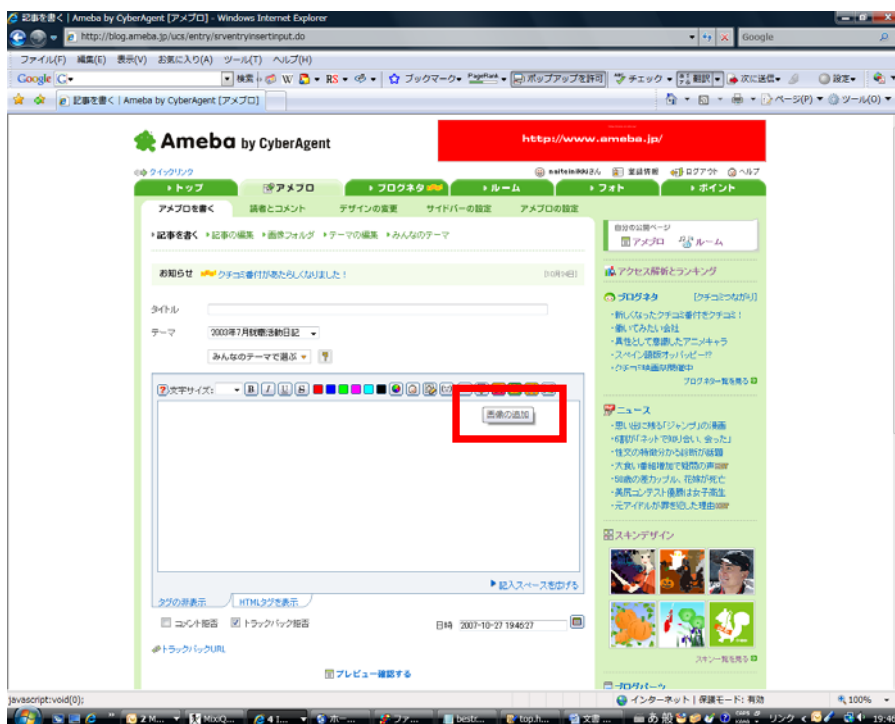 記事を書く | Ameba by CyberAgent [アメブロ] - Windows Internet Explorer
http://blog.ameba.jp/ucs/entry/srventryinsertinput.do
Google
ファイル(F) 編集(E) 表示(V) お気に入り(A) ツール(T) ヘルプ(H)
Google G 検索 RS ブックマーク PageRank ポップアップを許可 チェック 翻訳 次に送信 設定
記事を書く | Ameba by CyberAgent [アメブロ] ページ(P) ツール(O)
Ameba by CyberAgent
http://www.ameba.jp/
クイックリンク
登録情報 ログアウト ヘルプ
トップ アメブロ ブログネタ ルーム フォト ポイント
アメブロを書く 読者とコメント デザインの変更 サイドバーの設定 アメブロの設定
記事を書く 記事の編集 画像フォルダ テーマの編集 みんなのテーマ
自分の公開ページ
アメブロ ルーム
お知らせ クチコミ番付があたらしくなりました!
アクセス解析とランキング
タイトル
テーマ 2003年7月就職活動日記
みんなのテーマで選ぶ
ブログネタ [クチコミつながり]
・新しくなったクチコミ番付をクチコミ!
・働いてみたい会社
・異性として意識したアニメキャラ
・スペイン語版オッパッピー!?
ブログネタ一覧を見る
文字サイズ: B I U S
画像の追加
ニュース
・思い出に残る「ジャンプ」の漫画
・6割が「ネットで知り合い、会った」
・大食い番組増加で疑問の声
・50歳の差カップル、花嫁が死亡
・美尻コンテスト優勝は女子高生
・元アイドルが罪を犯した理由
スキンデザイン
記入スペースを広げる
タグの非表示 HTMLタグを表示
コメント拒否 トラックバック拒否 日時 2007-10-27 19:46:27
トラックバックURL
スキン一覧を見る
プレビュー確認する
ブログパーツ
javascript:void(0); インターネット | 保護モード: 有効 100%